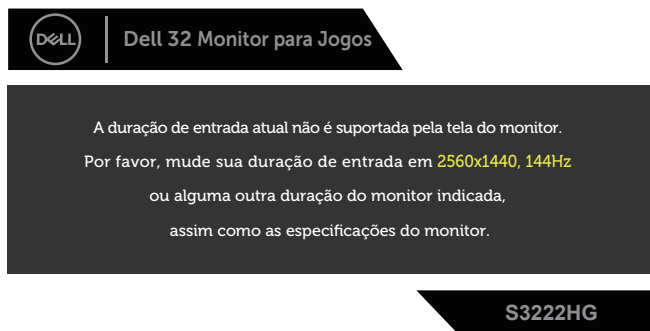 DELL
Dell 32 Monitor para Jogos
A duração de entrada atual não é suportada pela tela do monitor.
Por favor, mude sua duração de entrada em 2560x1440, 144Hz
ou alguma outra duração do monitor indicada,
assim como as especificações do monitor.
S3222HG